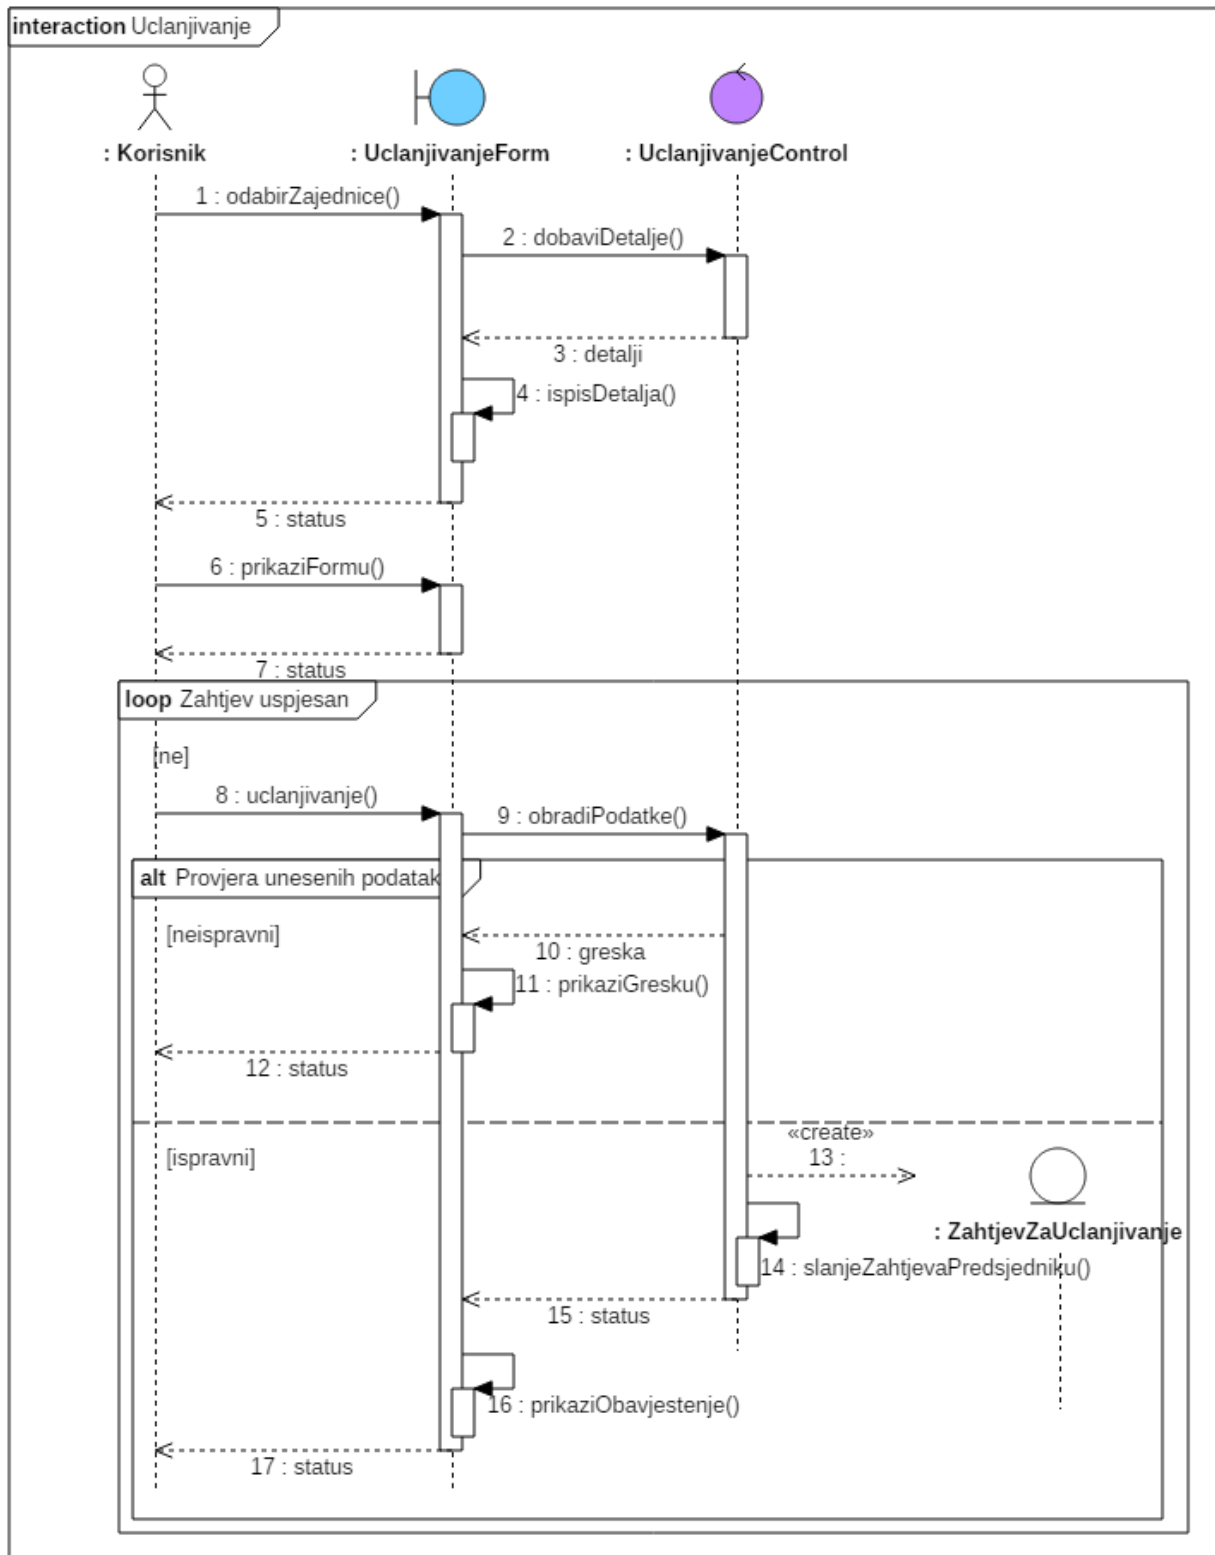 interaction Uclanjivanje
: Korisnik
: UclanjivanjeForm
: UclanjivanjeControl
1 : odabirZajednice()
2 : dobaviDetalje()
3 : detalji
4 : ispisDetalja()
5 : status
6 : prikaziFormu()
7 : status
loop Zahtjev uspjesan
[ne]
8 : uclanjivanje()
9 : obradiPodatke()
alt Provjera unesenih podatak
[neispravni]
10 : greska
11 : prikaziGresku()
12 : status
«create»
13 :
[ispravni]
: ZahtjevZaUclanjivanje
14 : slanjeZahtjevaPredsjedniku()
15 : status
16 : prikaziObavjestenje()
17 : status